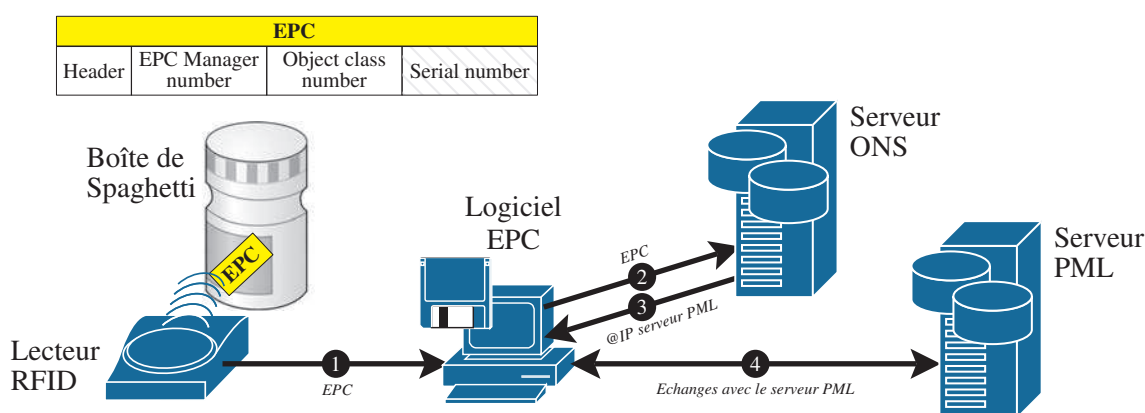 EPC
Header
EPC Manager
number
Object class
number
Serial number
Boîte de
Spaghetti
EPC
Lecteur
RFID
1
EPC
Logiciel
EPC
EPC
2
3
@IP serveur PML
Serveur
ONS
4
Echanges avec le serveur PML
Serveur
PML